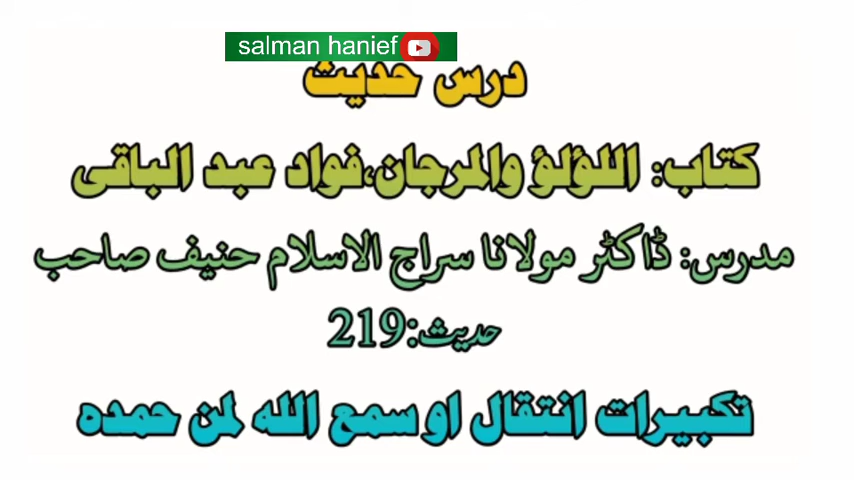 salman hanief
درس حدیث
کتاب: اللؤلؤ والمرجان،فواد عبد الباقی
مدرس: ڈاکٹر مولانا سراج الاسلام حنیف صاحب
حدیث:219
تکبیرات انتقال او سمع الله لمن حمده